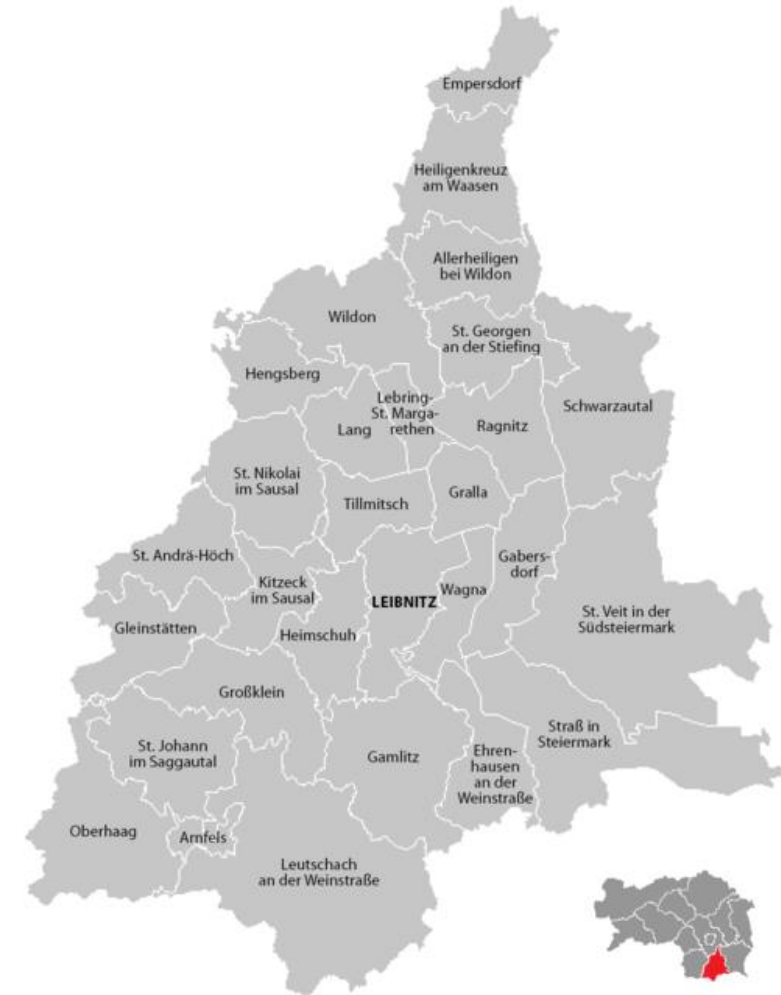 Empersdorf
Heiligenkreuz
am Waasen
Allerheiligen
bei Wildon
Wildon
St. Georgen
an der Stiefing
Hengsberg
Lebring-
St. Marga-
rethen
Schwarzautal
Lang
Ragnitz
St. Nikolai
im Sausal
Tillmitsch
Gralla
St. Andrä-Höch
Kitzeck
im Sausal
Gabers-
dorf
Wagna
LEIBNITZ
St. Veit in der
Südsteiermark
Gleinstätten
Heimschuh
Großklein
Straß in
Steiermark
St. Johann
im Saggautal
Gamlitz
Ehren-
hausen
an der
Weinstraße
Oberhaag
Arnfels
Leutschach
an der Weinstraße